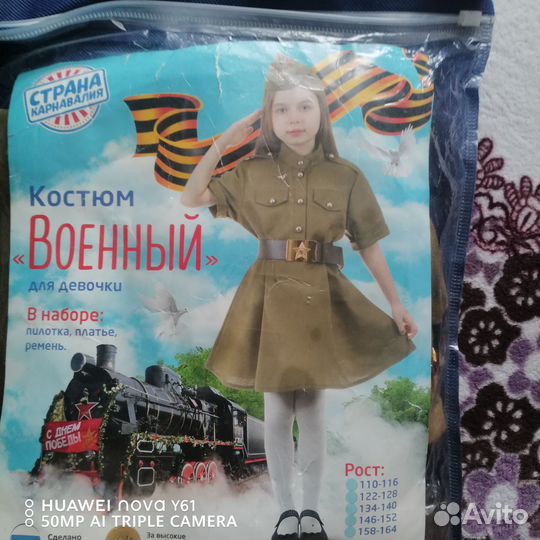 СТРАНА
КАРНАВАЛИЯ
Костюм
«Военный»
для девочки
В наборе:
пилотка, платье,
ремень.
С ДНЕМ
ПОБЕДЫ
Рост:
110-116
122-128
134-140
146-152
158-164
Сделано
За высокие
HUAWEI nova Y61
50MP AI TRIPLE CAMERA
Avito